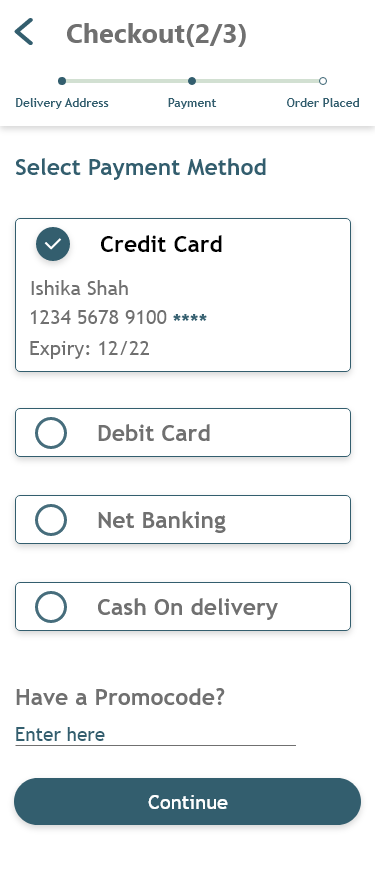 Checkout(2/3)
Delivery Address Payment Order Placed
Select Payment Method
Credit Card
Ishika Shah
1234 5678 9100 ****
Expiry: 12/22
Debit Card
Net Banking
Cash On delivery
Have a Promocode?
Enter here
Continue